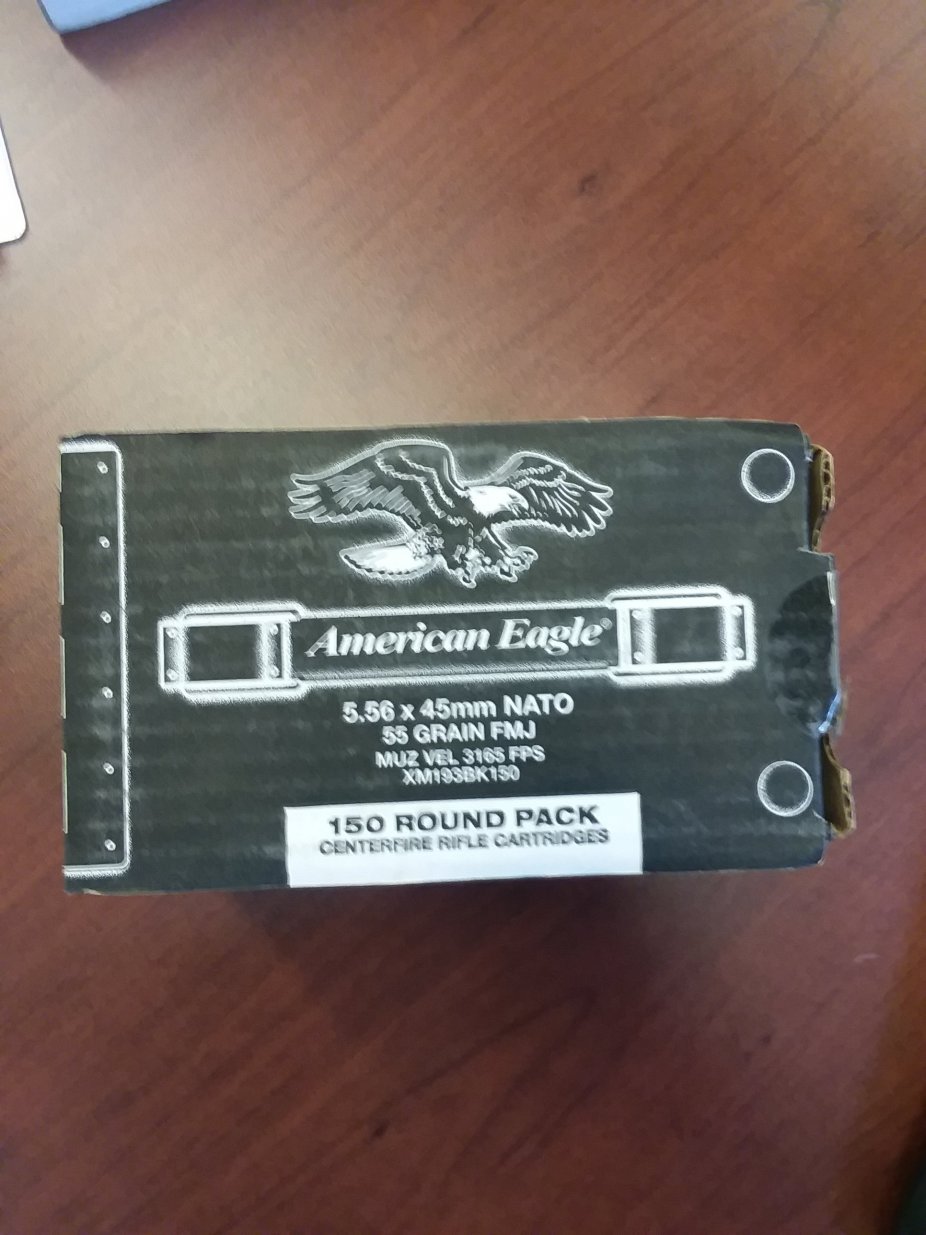 American Eagle®
5.56 x 45mm NATO
55 GRAIN FMJ
MUZ VEL 3165 FPS
XM193BK150
150 ROUND PACK
CENTERFIRE RIFLE CARTRIDGES